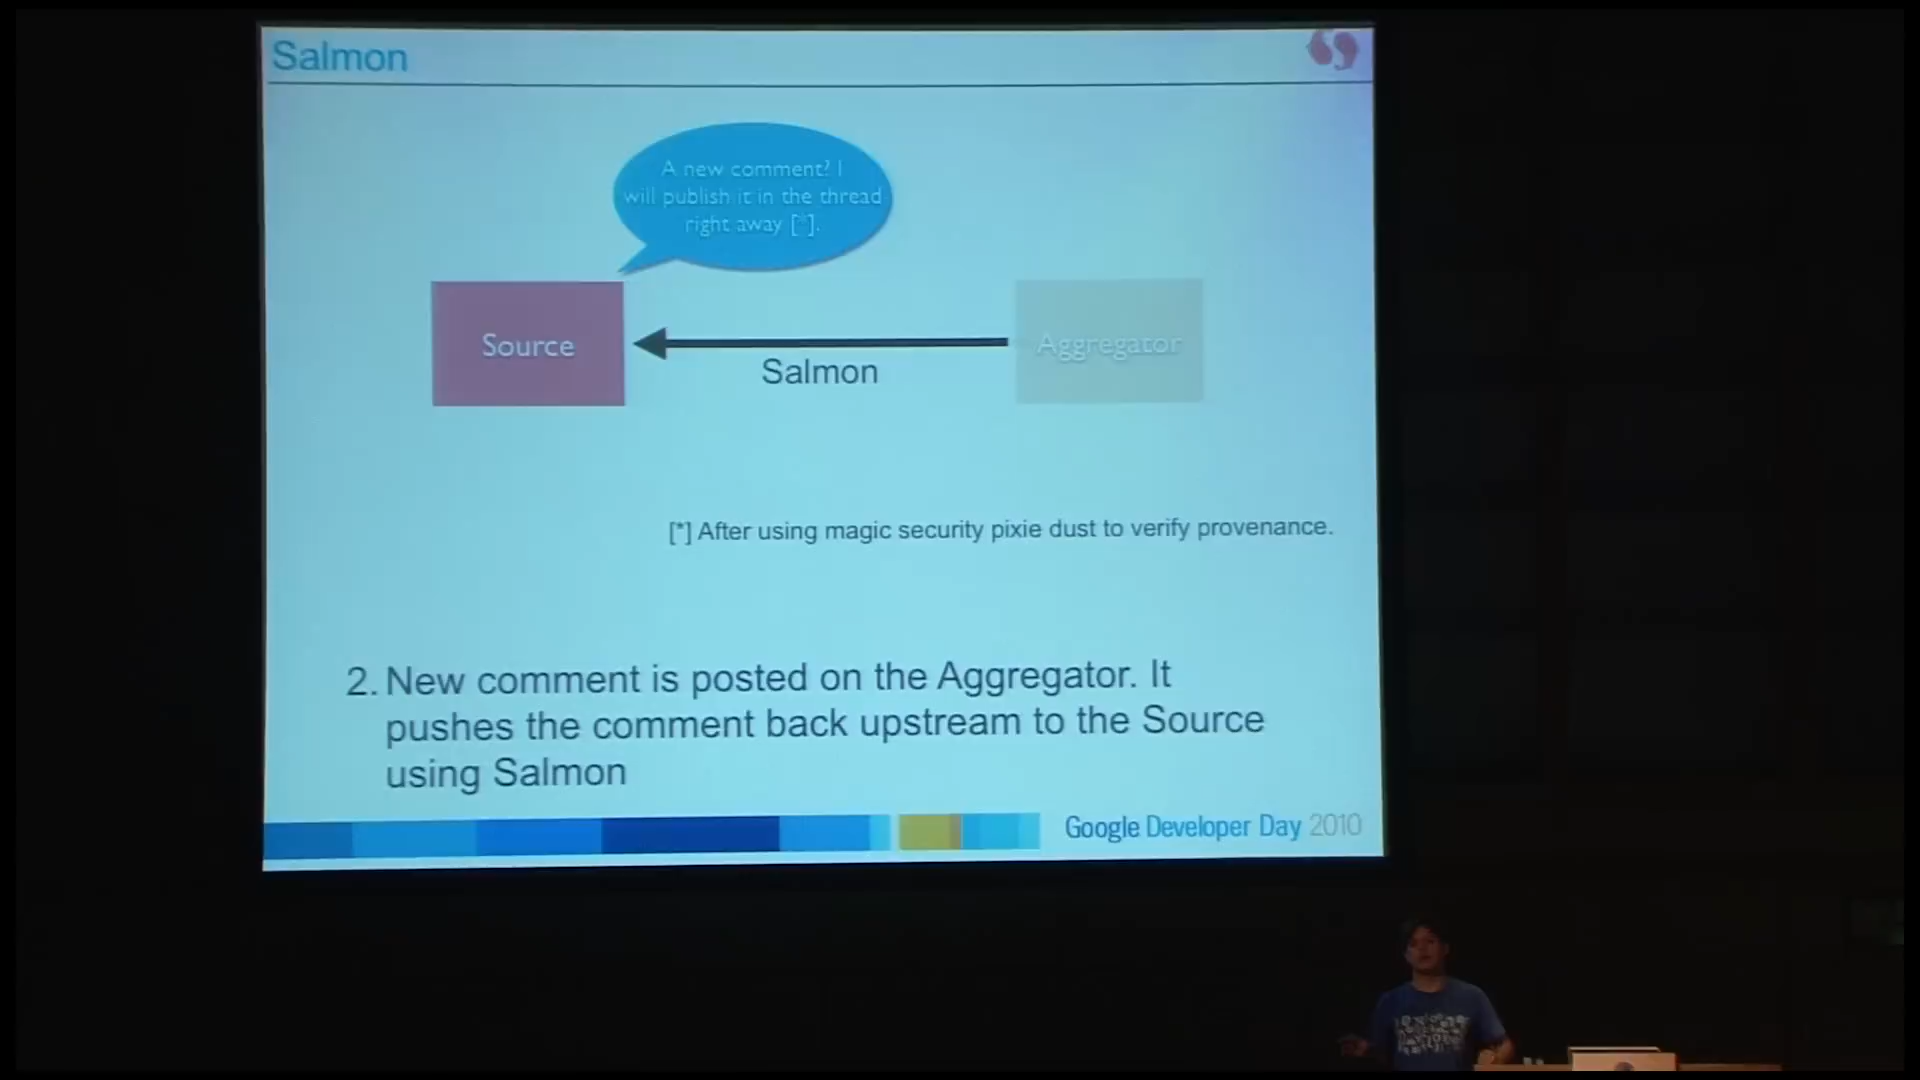 Salmon
A new comment? I
will publish it in the thread
right away [*].
Source
Aggregator
Salmon
[*] After using magic security pixie dust to verify provenance.
2. New comment is posted on the Aggregator. It
pushes the comment back upstream to the Source
using Salmon
Google Developer Day 2010